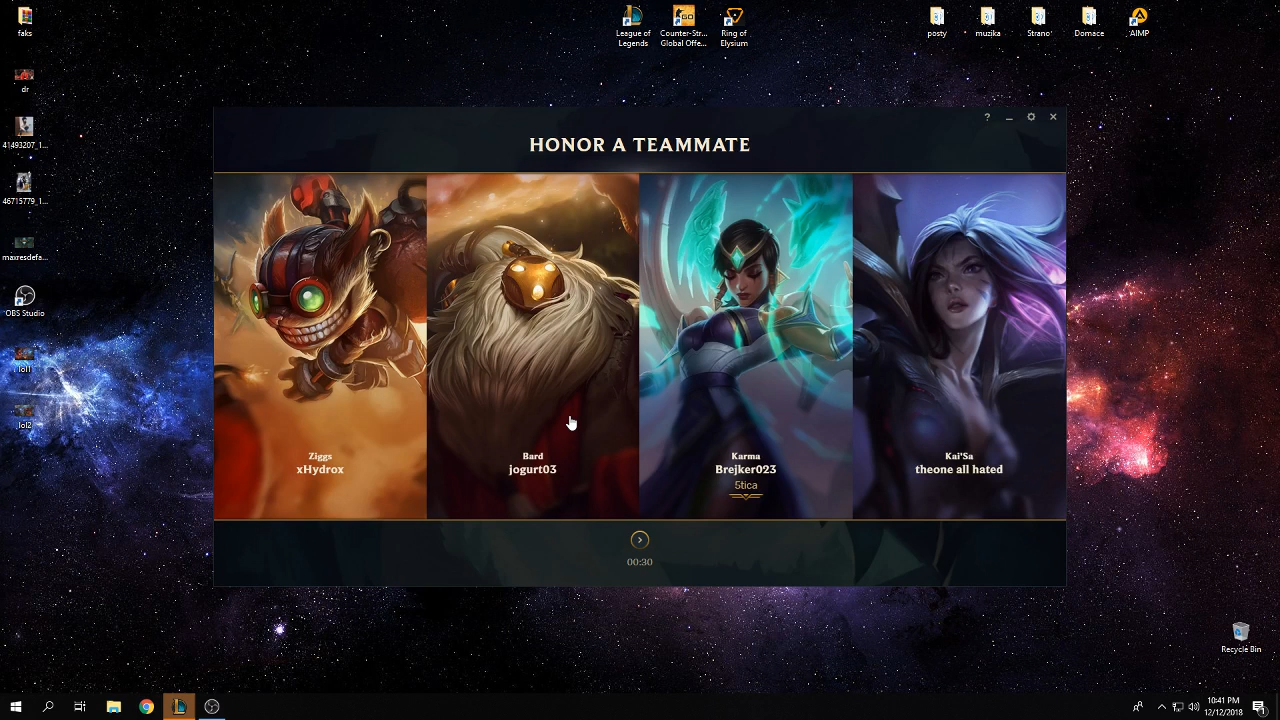 faks
dr
41493207_1...
46715779_1...
maxresdefa...
OBS Studio
lol1
lol2
League of
Legends
Counter-Str...
Global Offe...
Ring of
Elysium
posty
muzika
Strano
Domace
AIMP
?
HONOR A TEAMMATE
Ziggs
xHydrox
Bard
jogurt03
Karma
Brejker023
5tica
Kai'Sa
theone all hated
00:30
Recycle Bin
10:41 PM
12/12/2018
1